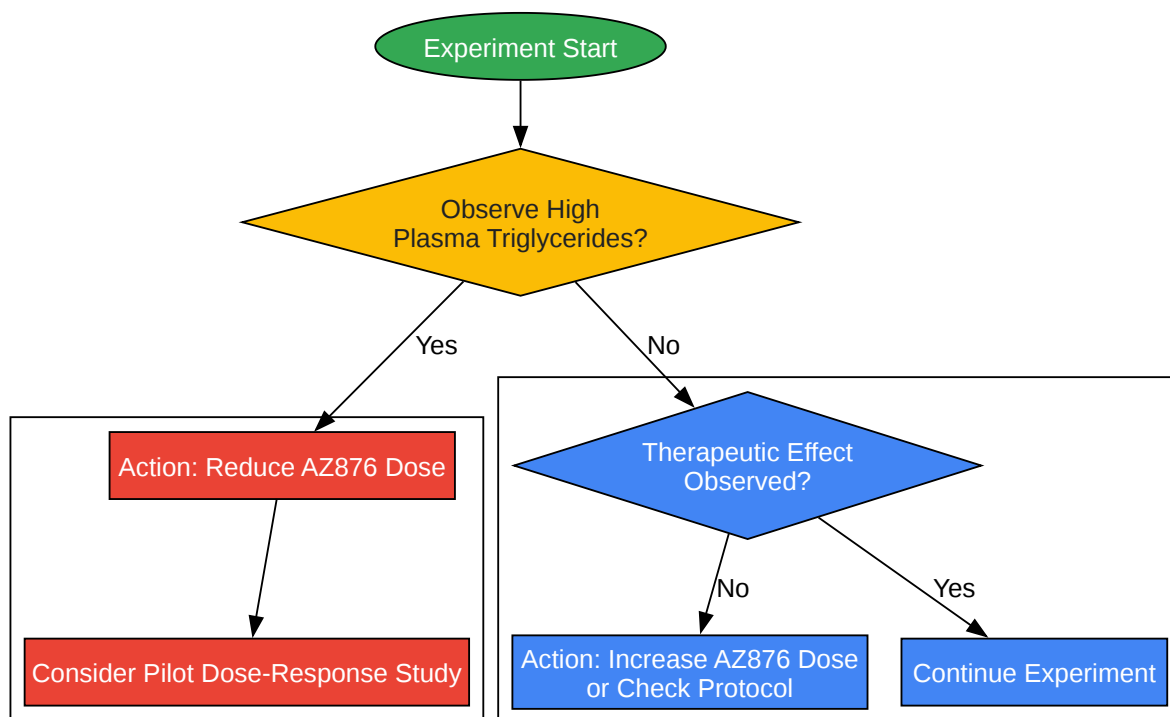 Experiment Start
Observe High
Plasma Triglycerides?
Yes
No
Action: Reduce AZ876 Dose
Therapeutic Effect
Observed?
No
Yes
Consider Pilot Dose-Response Study
Action: Increase AZ876 Dose
or Check Protocol
Continue Experiment